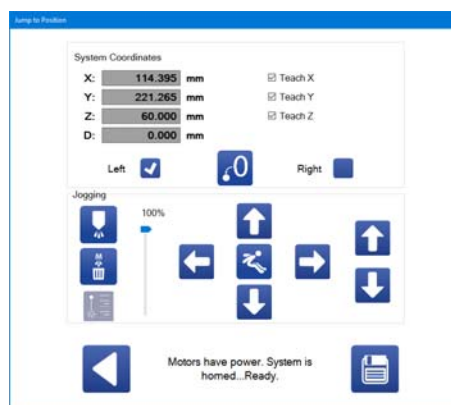 Jump to Position
System Coordinates
X: 114.395 mm
Teach X
Y: 221.265 mm
Teach Y
Z: 60.000 mm
Teach Z
D: 0.000 mm
Left
0
Right
Jogging
100%
M
Motors have power. System is
homed...Ready.